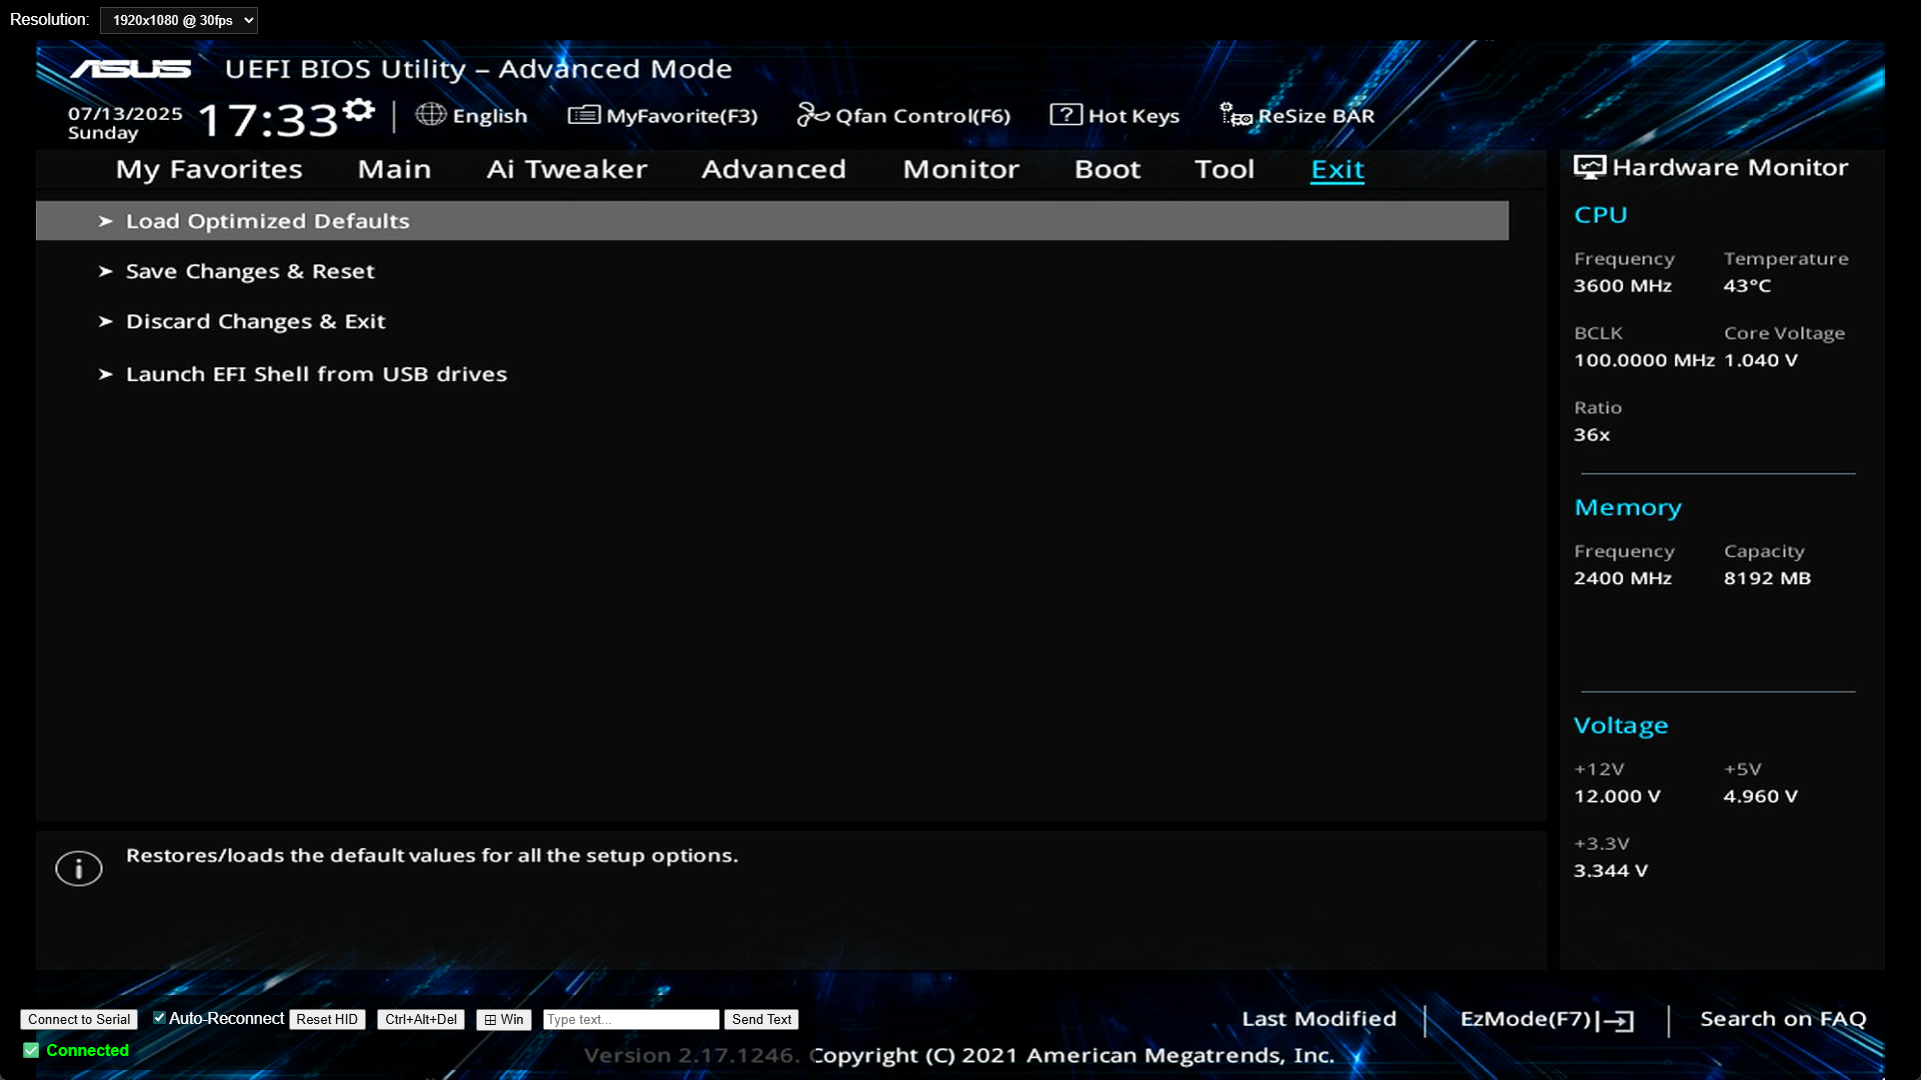 Resolution: 1920x1080 @ 30fps
ASUS UEFI BIOS Utility – Advanced Mode
07/13/2025
Sunday
17:33
English
MyFavorite(F3)
Qfan Control(F6)
? Hot Keys
ReSize BAR
My Favorites Main Ai Tweaker Advanced Monitor Boot Tool Exit
Load Optimized Defaults
Save Changes & Reset
Discard Changes & Exit
Launch EFI Shell from USB drives
Hardware Monitor
CPU
Frequency Temperature
3600 MHz 43°C
BCLK Core Voltage
100.0000 MHz 1.040 V
Ratio
36x
Memory
Frequency Capacity
2400 MHz 8192 MB
Voltage
+12V +5V
12.000 V 4.960 V
+3.3V
3.344 V
i Restores/loads the default values for all the setup options.
Connect to Serial Auto-Reconnect Reset HID Ctrl+Alt+Del Win Type text... Send Text
Last Modified EzMode(F7) Search on FAQ
Connected
Version 2.17.1246. Copyright (C) 2021 American Megatrends, Inc.